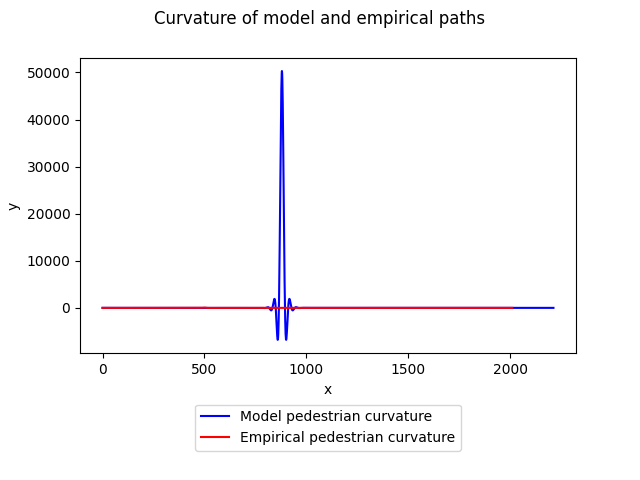 Curvature of model and empirical paths
50000
40000
30000
20000
10000
0
y
0 500 1000 1500 2000
x
Model pedestrian curvature
Empirical pedestrian curvature